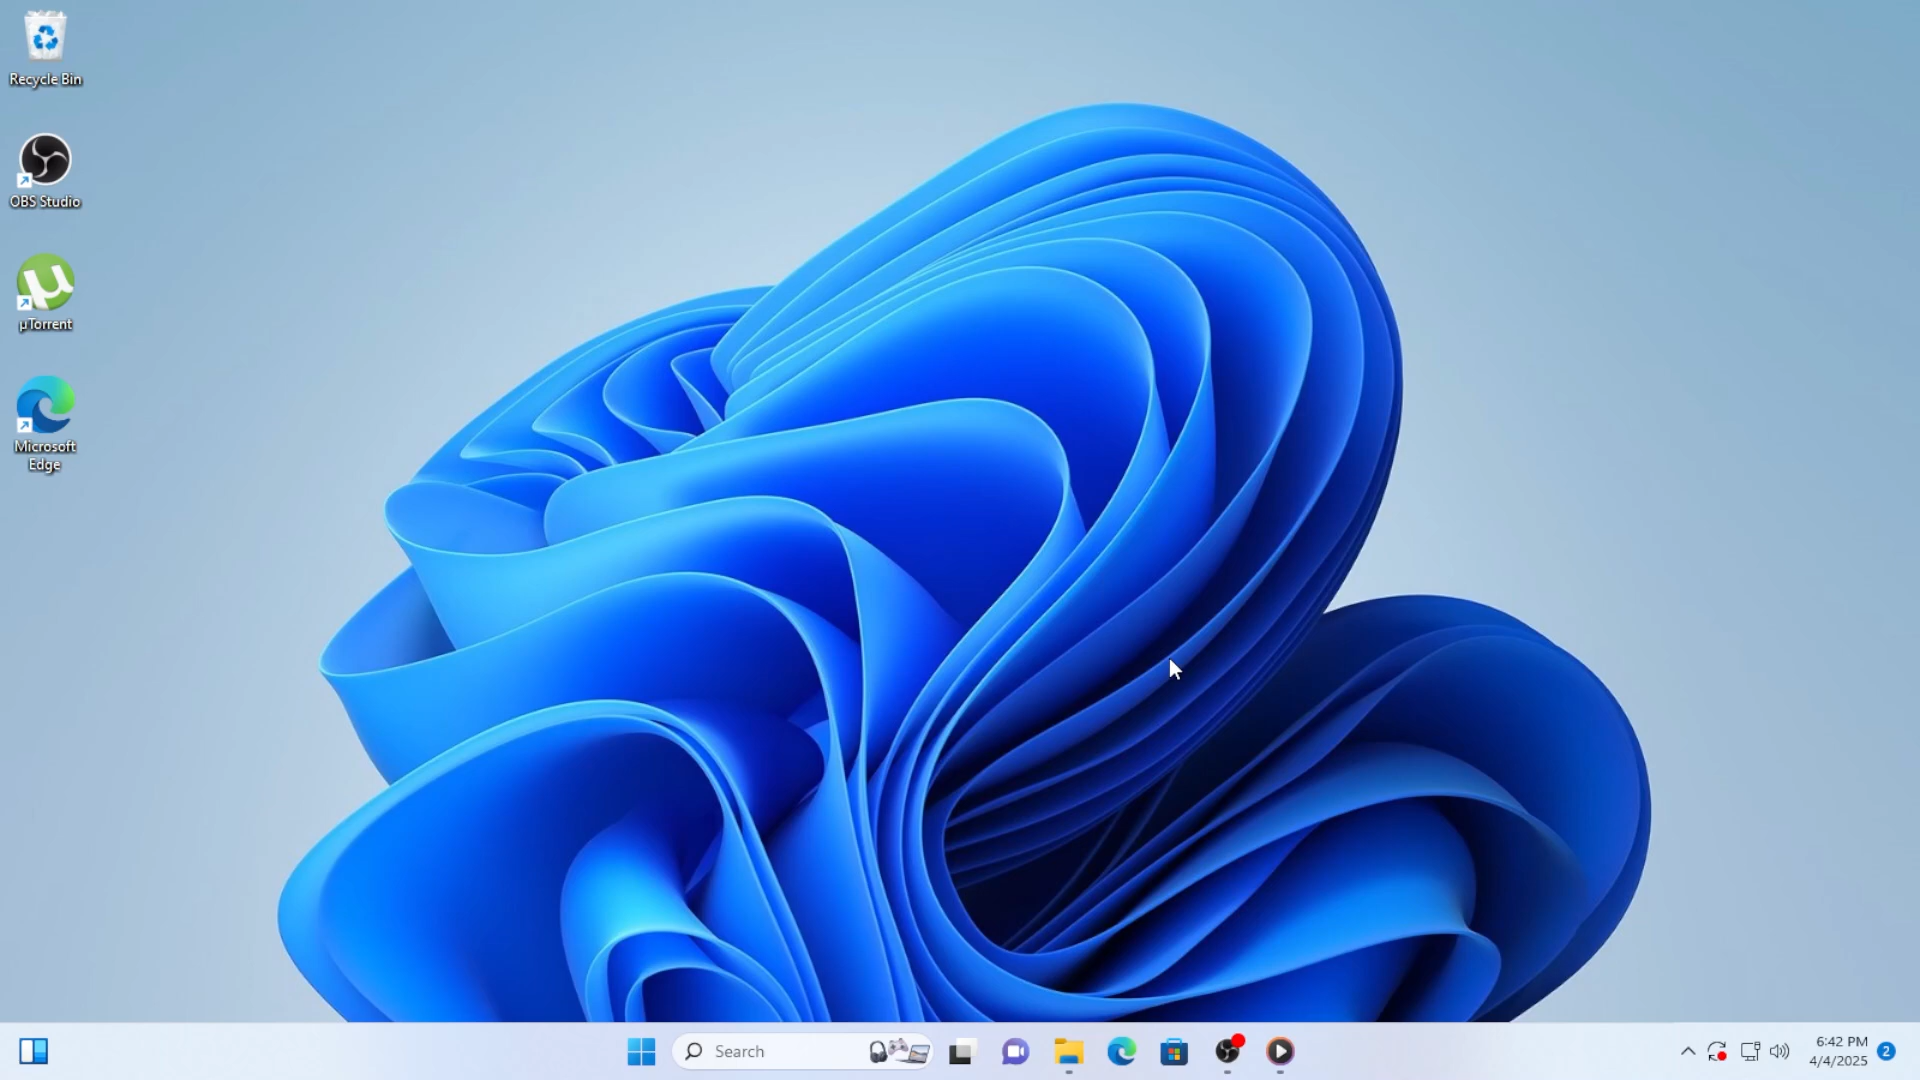 Recycle Bin
OBS Studio
µTorrent
Microsoft
Edge
Search
6:42 PM
4/4/2025
2